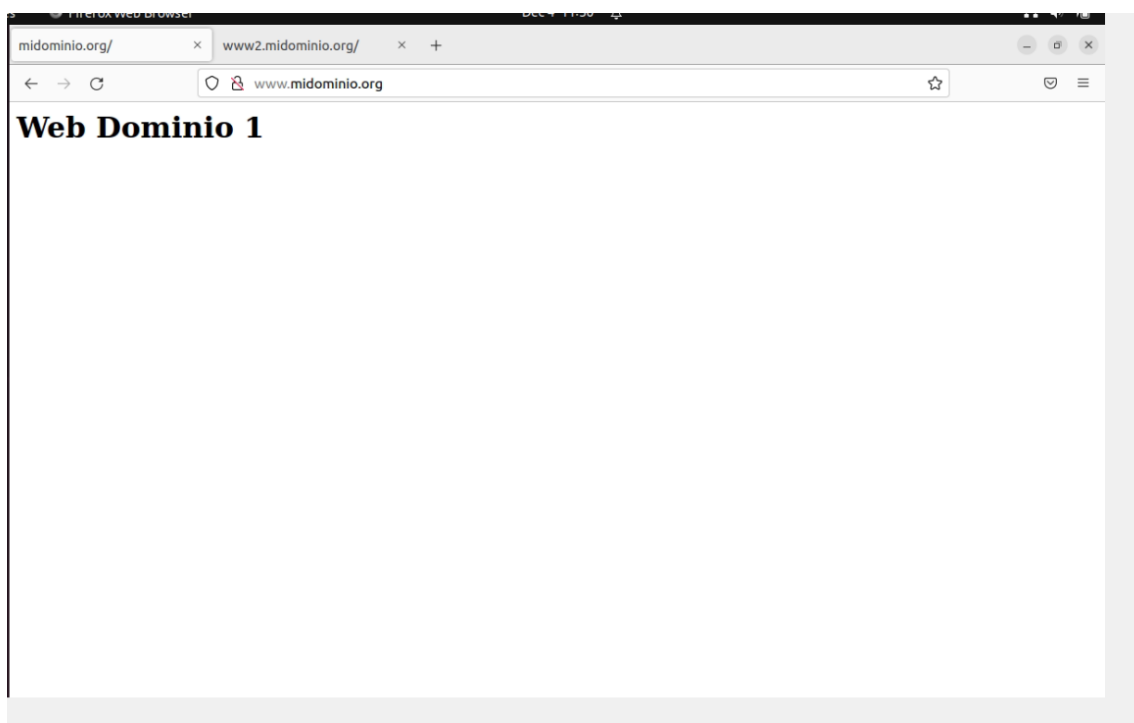 Firefox Web Browser
midominio.org/ × www2.midominio.org/ × +
www.midominio.org
Web Dominio 1